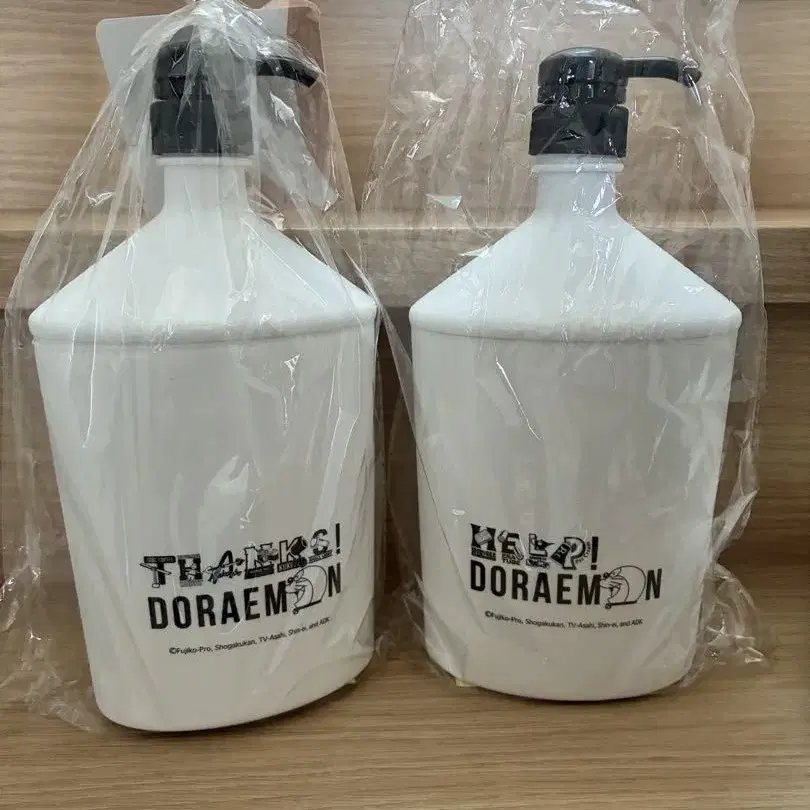 THANKS!
DORAEMON
©Fujiko-Pro, Shogakukan, TV-Asahi, Shin-ei, and ADK
HELP!
DORAEMON
©Fujiko-Pro, Shogakukan, TV-Asahi, Shin-ei, and ADK